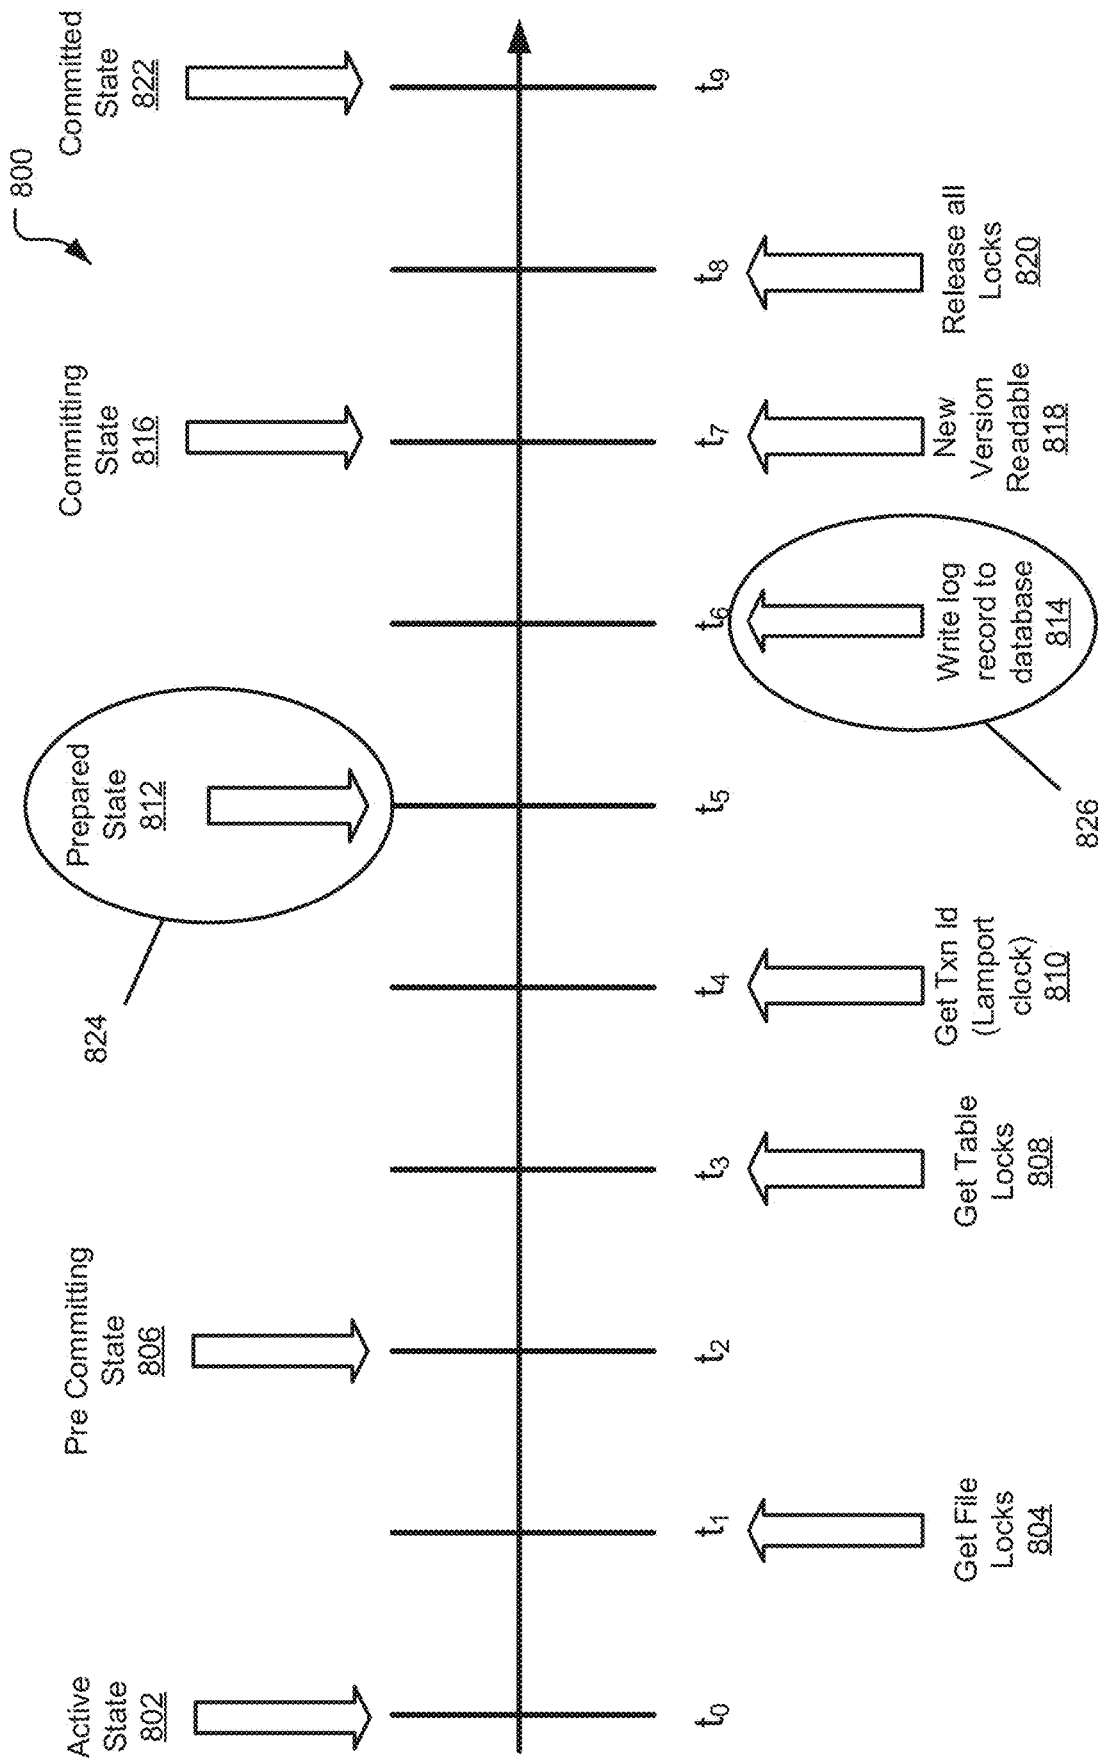 800
Active
State
802
Pre Committing
State
806
Prepared
State
812
Committing
State
816
Committed
State
822
824
t0
t1
t2
t3
t4
t5
t6
t7
t8
t9
Get File
Locks
804
Get Table
Locks
808
Get Txn Id
(Lamport
clock)
810
Write log
record to
database
814
New
Version
Readable
818
Release all
Locks
820
826